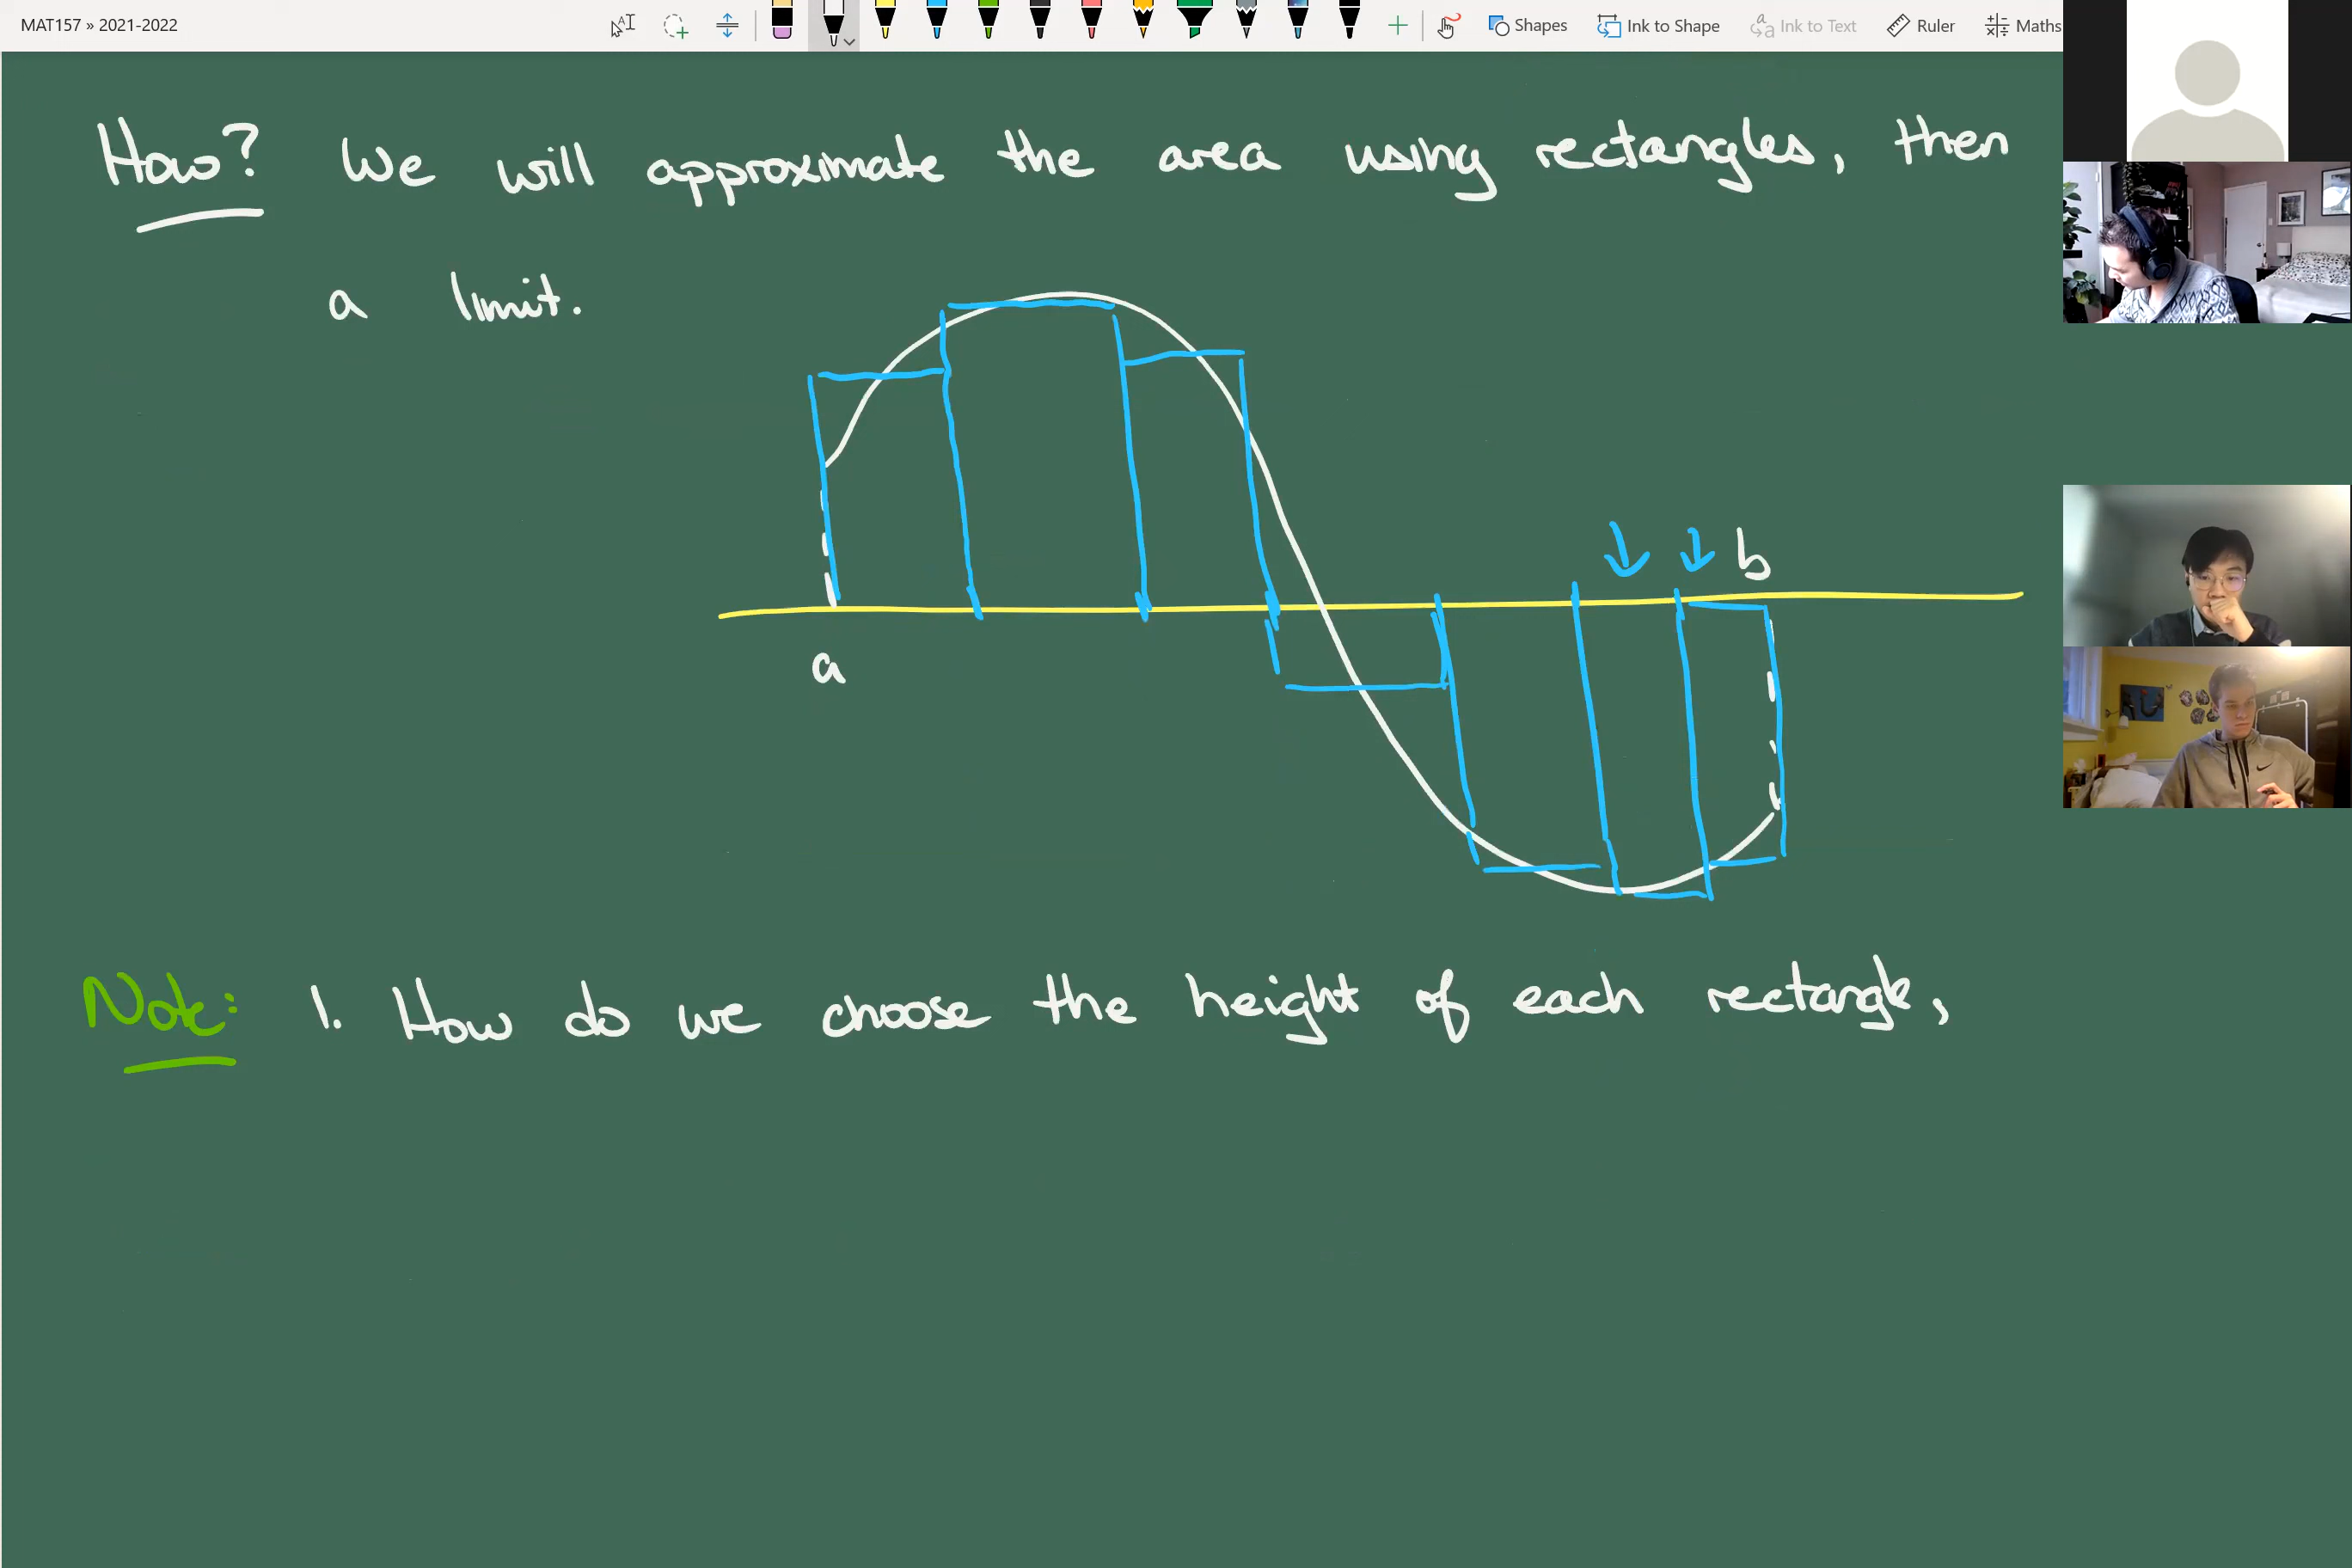 MAT157 » 2021-2022
Shapes Ink to Shape Ink to Text Ruler Maths
How? We will approximate the area using rectangles, then
a limit.
b
a
Note: 1. How do we choose the height of each rectangle,